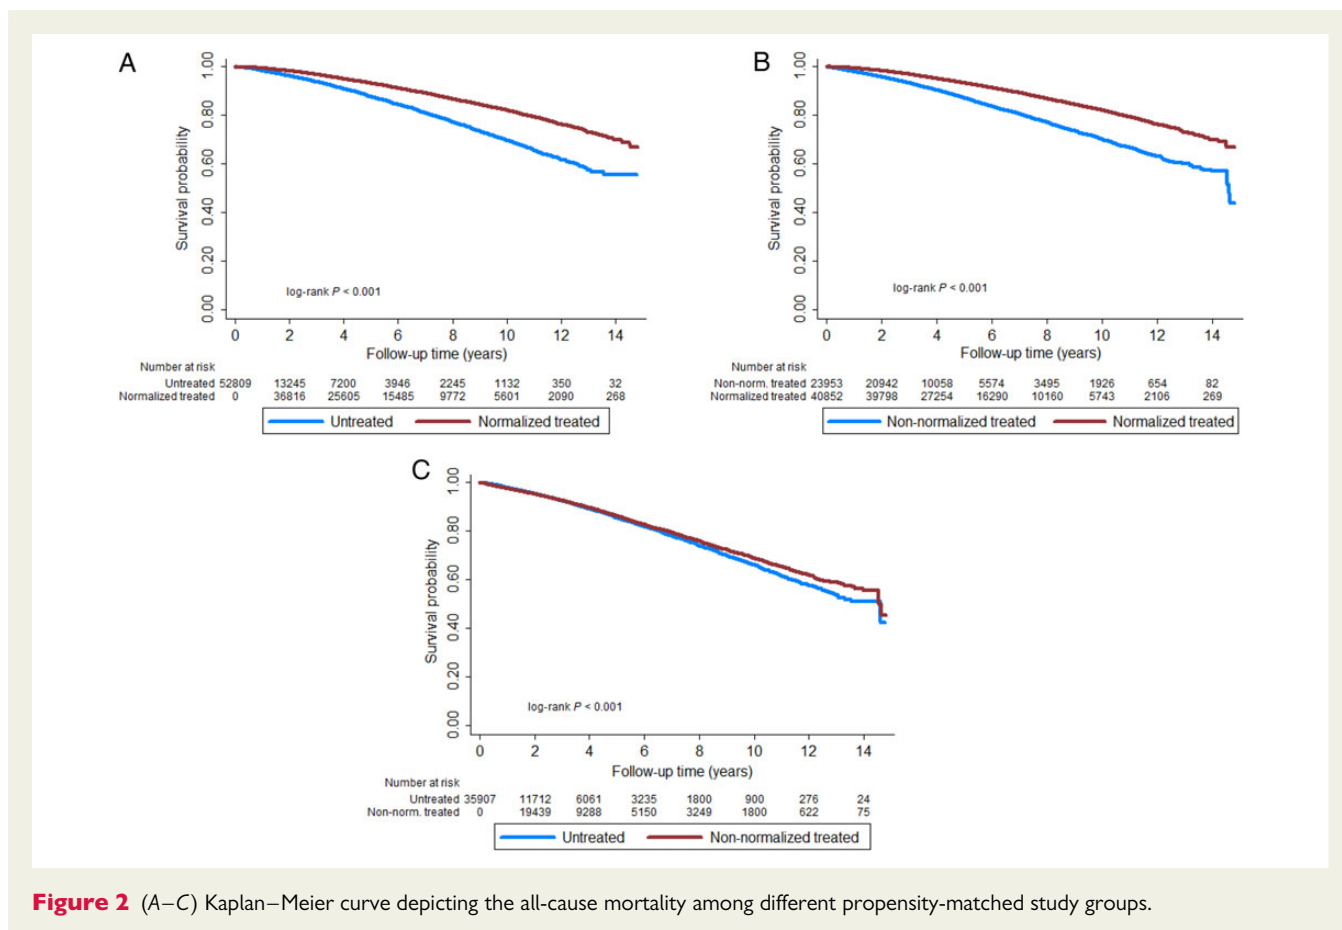 A
Survival probability
1.00
0.80
0.60
0.40
0.20
0.00
log-rank P < 0.001
0 2 4 6 8 10 12 14
Follow-up time (years)
Number at risk
Untreated 52809 13245 7200 3946 2245 1132 350 32
Normalized treated 0 36816 25605 15485 9772 5601 2090 268
Untreated Normalized treated
B
Survival probability
1.00
0.80
0.60
0.40
0.20
0.00
log-rank P < 0.001
0 2 4 6 8 10 12 14
Follow-up time (years)
Number at risk
Non-norm. treated 23953 20942 10058 5574 3495 1926 654 82
Normalized treated 40852 39798 27254 16290 10160 5743 2106 269
Non-normalized treated Normalized treated
C
Survival probability
1.00
0.80
0.60
0.40
0.20
0.00
log-rank P < 0.001
0 2 4 6 8 10 12 14
Follow-up time (years)
Number at risk
Untreated 35907 11712 6061 3235 1800 900 276 24
Non-norm. treated 0 19439 9288 5150 3249 1800 622 75
Untreated Non-normalized treated
Figure 2 (A–C) Kaplan–Meier curve depicting the all-cause mortality among different propensity-matched study groups.